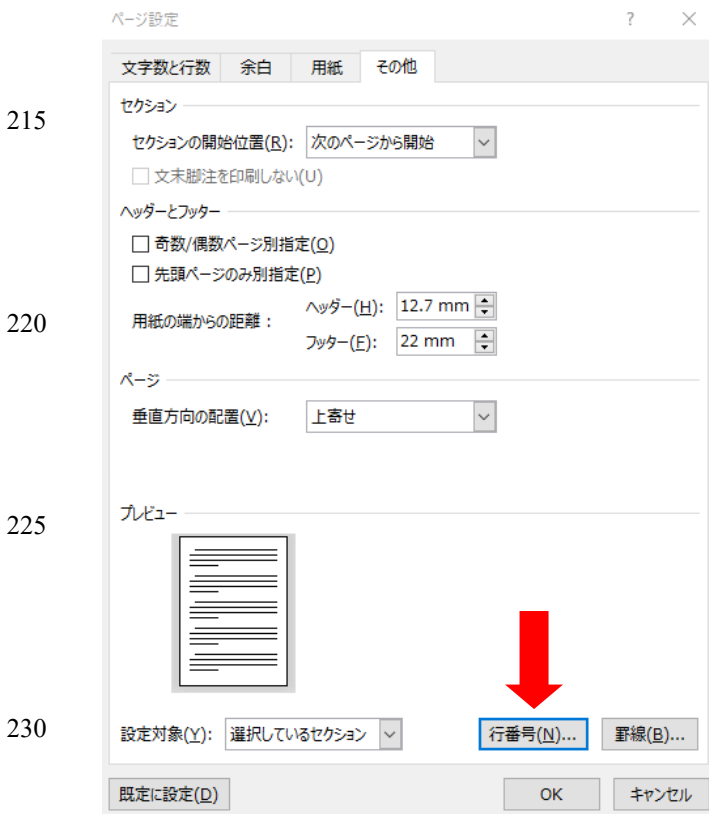 ページ設定 ? ×
文字数と行数 余白 用紙 その他
215
セクション
セクションの開始位置(R): 次のページから開始
文末脚注を印刷しない(U)
ヘッダーとフッター
奇数/偶数ページ別指定(O)
先頭ページのみ別指定(P)
220
用紙の端からの距離:
ヘッダー(H): 12.7 mm
フッター(F): 22 mm
ページ
垂直方向の配置(V): 上寄せ
225
プレビュー
230
設定対象(Y): 選択しているセクション 行番号(N)... 罫線(B)...
既定に設定(D) OK キャンセル